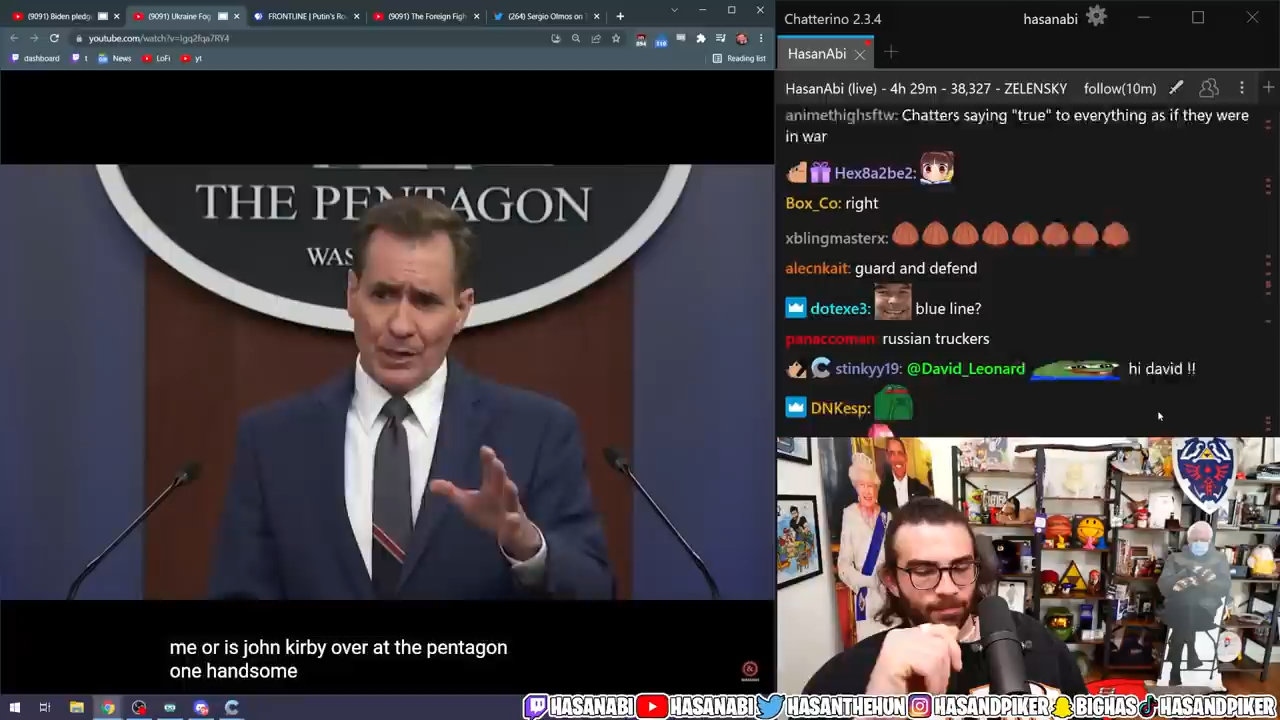 (9091) Biden pledg
(9091) Ukraine Fog
FRONTLINE | Putin's Ro
(9091) The Foreign Figh
(264) Sergio Olmos on
youtube.com/watch?v=Igq2fqa7RY4
dashboard
t
News
LoFi
yt
Reading list
THE PENTAGON
WAS
me or is john kirby over at the pentagon
one handsome
Chatterino 2.3.4
hasanabi
HasanAbi
HasanAbi (live) - 4h 29m - 38,327 - ZELENSKY
follow(10m)
animethighsftw: Chatters saying "true" to everything as if they were
in war
Hex8a2be2:
Box_Co: right
xblingmasterx:
alecnkait: guard and defend
dotexe3: blue line?
panaccoman: russian truckers
stinkyy19: @David_Leonard hi david !!
DNKesp:
HASANABI HASANABI HASANTHEHUN HASANDPIKER BIGHAS HASANDPIKER